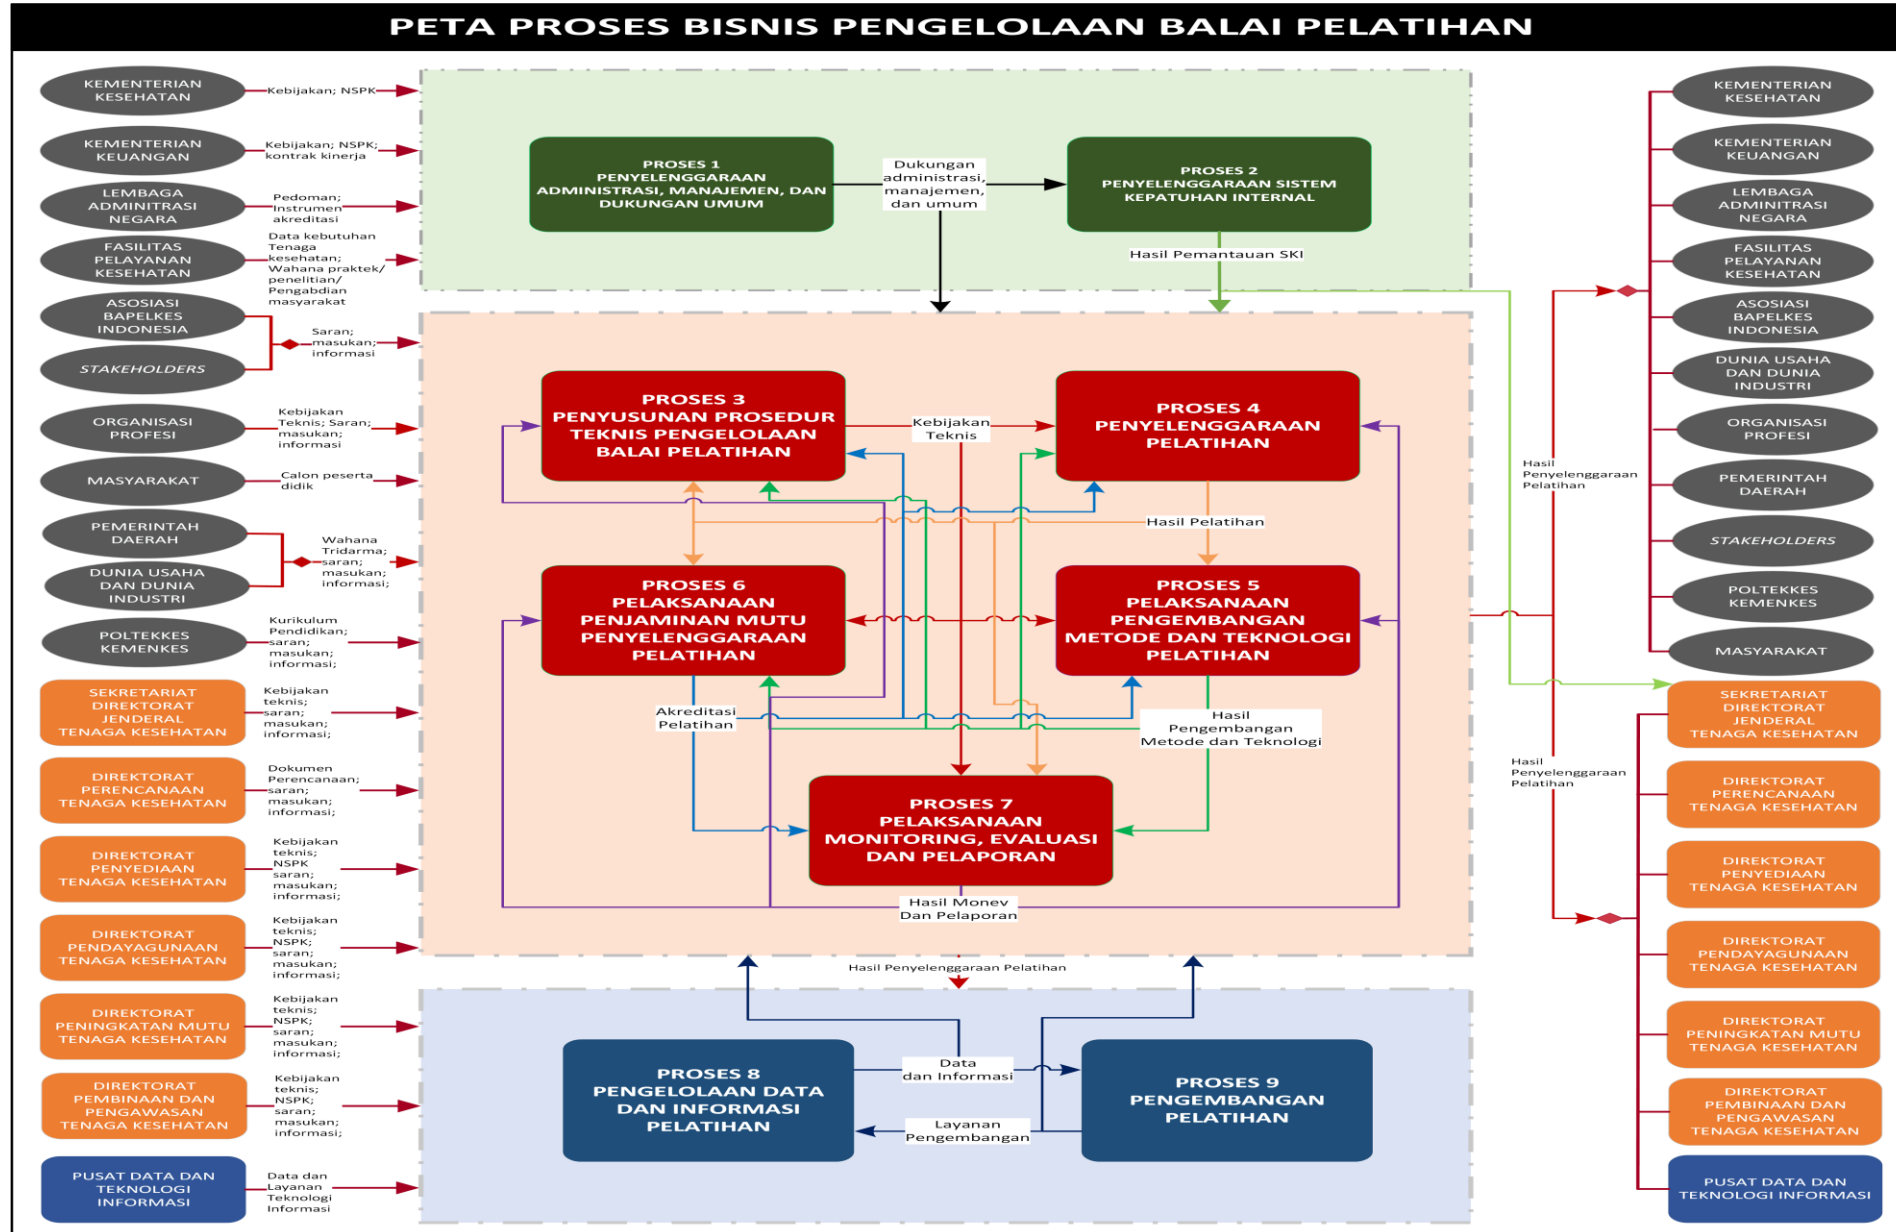 PETA PROSES BISNIS PENGELOLAAN BALAI PELATIHAN
KEMENTERIAN
KESEHATAN
Kebijakan; NSPK
KEMENTERIAN
KEUANGAN
Kebijakan; NSPK;
kontrak kinerja
LEMBAGA
ADMINITRASI
NEGARA
Pedoman;
Instrumen
akreditasi
FASILITAS
PELAYANAN
KESEHATAN
Data kebutuhan
Tenaga
kesehatan;
Wahana praktek/
penelitian/
Pengabdian
masyarakat
ASOSIASI
BAPELKES
INDONESIA
STAKEHOLDERS
Saran;
masukan;
informasi
ORGANISASI
PROFESI
Kebijakan
Teknis; Saran;
masukan;
informasi
MASYARAKAT
Calon peserta
didik
PEMERINTAH
DAERAH
DUNIA USAHA
DAN DUNIA
INDUSTRI
Wahana
Tridarma;
saran;
masukan;
informasi;
POLTEKKES
KEMENKES
Kurikulum
Pendidikan;
saran;
masukan;
informasi;
SEKRETARIAT
DIREKTORAT
JENDERAL
TENAGA KESEHATAN
Kebijakan
teknis;
saran;
masukan;
informasi;
DIREKTORAT
PERENCANAAN
TENAGA KESEHATAN
Dokumen
Perencanaan;
saran;
masukan;
informasi;
DIREKTORAT
PENYEDIAAN
TENAGA KESEHATAN
Kebijakan
teknis;
NSPK
saran;
masukan;
informasi;
DIREKTORAT
PENDAYAGUNAAN
TENAGA KESEHATAN
Kebijakan
teknis;
NSPK;
saran;
masukan;
informasi;
DIREKTORAT
PENINGKATAN MUTU
TENAGA KESEHATAN
Kebijakan
teknis;
NSPK;
saran;
masukan;
informasi;
DIREKTORAT
PEMBINAAN DAN
PENGAWASAN
TENAGA KESEHATAN
Kebijakan
teknis;
NSPK;
saran;
masukan;
informasi;
PUSAT DATA DAN
TEKNOLOGI
INFORMASI
Data dan
Layanan
Teknologi
Informasi
PROSES 1
PENYELENGGARAAN
ADMINISTRASI, MANAJEMEN, DAN
DUKUNGAN UMUM
Dukungan
administrasi,
manajemen,
dan umum
PROSES 2
PENYELENGGARAAN SISTEM
KEPATUHAN INTERNAL
Hasil Pemantauan SKI
PROSES 3
PENYUSUNAN PROSEDUR
TEKNIS PENGELOLAAN
BALAI PELATIHAN
Kebijakan
Teknis
PROSES 4
PENYELENGGARAAN
PELATIHAN
Hasil Pelatihan
PROSES 6
PELAKSANAAN
PENJAMINAN MUTU
PENYELENGGARAAN
PELATIHAN
PROSES 5
PELAKSANAAN
PENGEMBANGAN
METODE DAN TEKNOLOGI
PELATIHAN
Akreditasi
Pelatihan
Hasil
Pengembangan
Metode dan Teknologi
PROSES 7
PELAKSANAAN
MONITORING, EVALUASI
DAN PELAPORAN
Hasil Monev
Dan Pelaporan
Hasil Penyelenggaraan Pelatihan
PROSES 8
PENGELOLAAN DATA
DAN INFORMASI
PELATIHAN
Data
dan Informasi
Layanan
Pengembangan
PROSES 9
PENGEMBANGAN
PELATIHAN
Hasil
Penyelenggaraan
Pelatihan
Hasil
Penyelenggaraan
Pelatihan
KEMENTERIAN
KESEHATAN
KEMENTERIAN
KEUANGAN
LEMBAGA
ADMINITRASI
NEGARA
FASILITAS
PELAYANAN
KESEHATAN
ASOSIASI
BAPELKES
INDONESIA
DUNIA USAHA
DAN DUNIA
INDUSTRI
ORGANISASI
PROFESI
PEMERINTAH
DAERAH
STAKEHOLDERS
POLTEKKES
KEMENKES
MASYARAKAT
SEKRETARIAT
DIREKTORAT
JENDERAL
TENAGA KESEHATAN
DIREKTORAT
PERENCANAAN
TENAGA KESEHATAN
DIREKTORAT
PENYEDIAAN
TENAGA KESEHATAN
DIREKTORAT
PENDAYAGUNAAN
TENAGA KESEHATAN
DIREKTORAT
PENINGKATAN MUTU
TENAGA KESEHATAN
DIREKTORAT
PEMBINAAN DAN
PENGAWASAN
TENAGA KESEHATAN
PUSAT DATA DAN
TEKNOLOGI INFORMASI